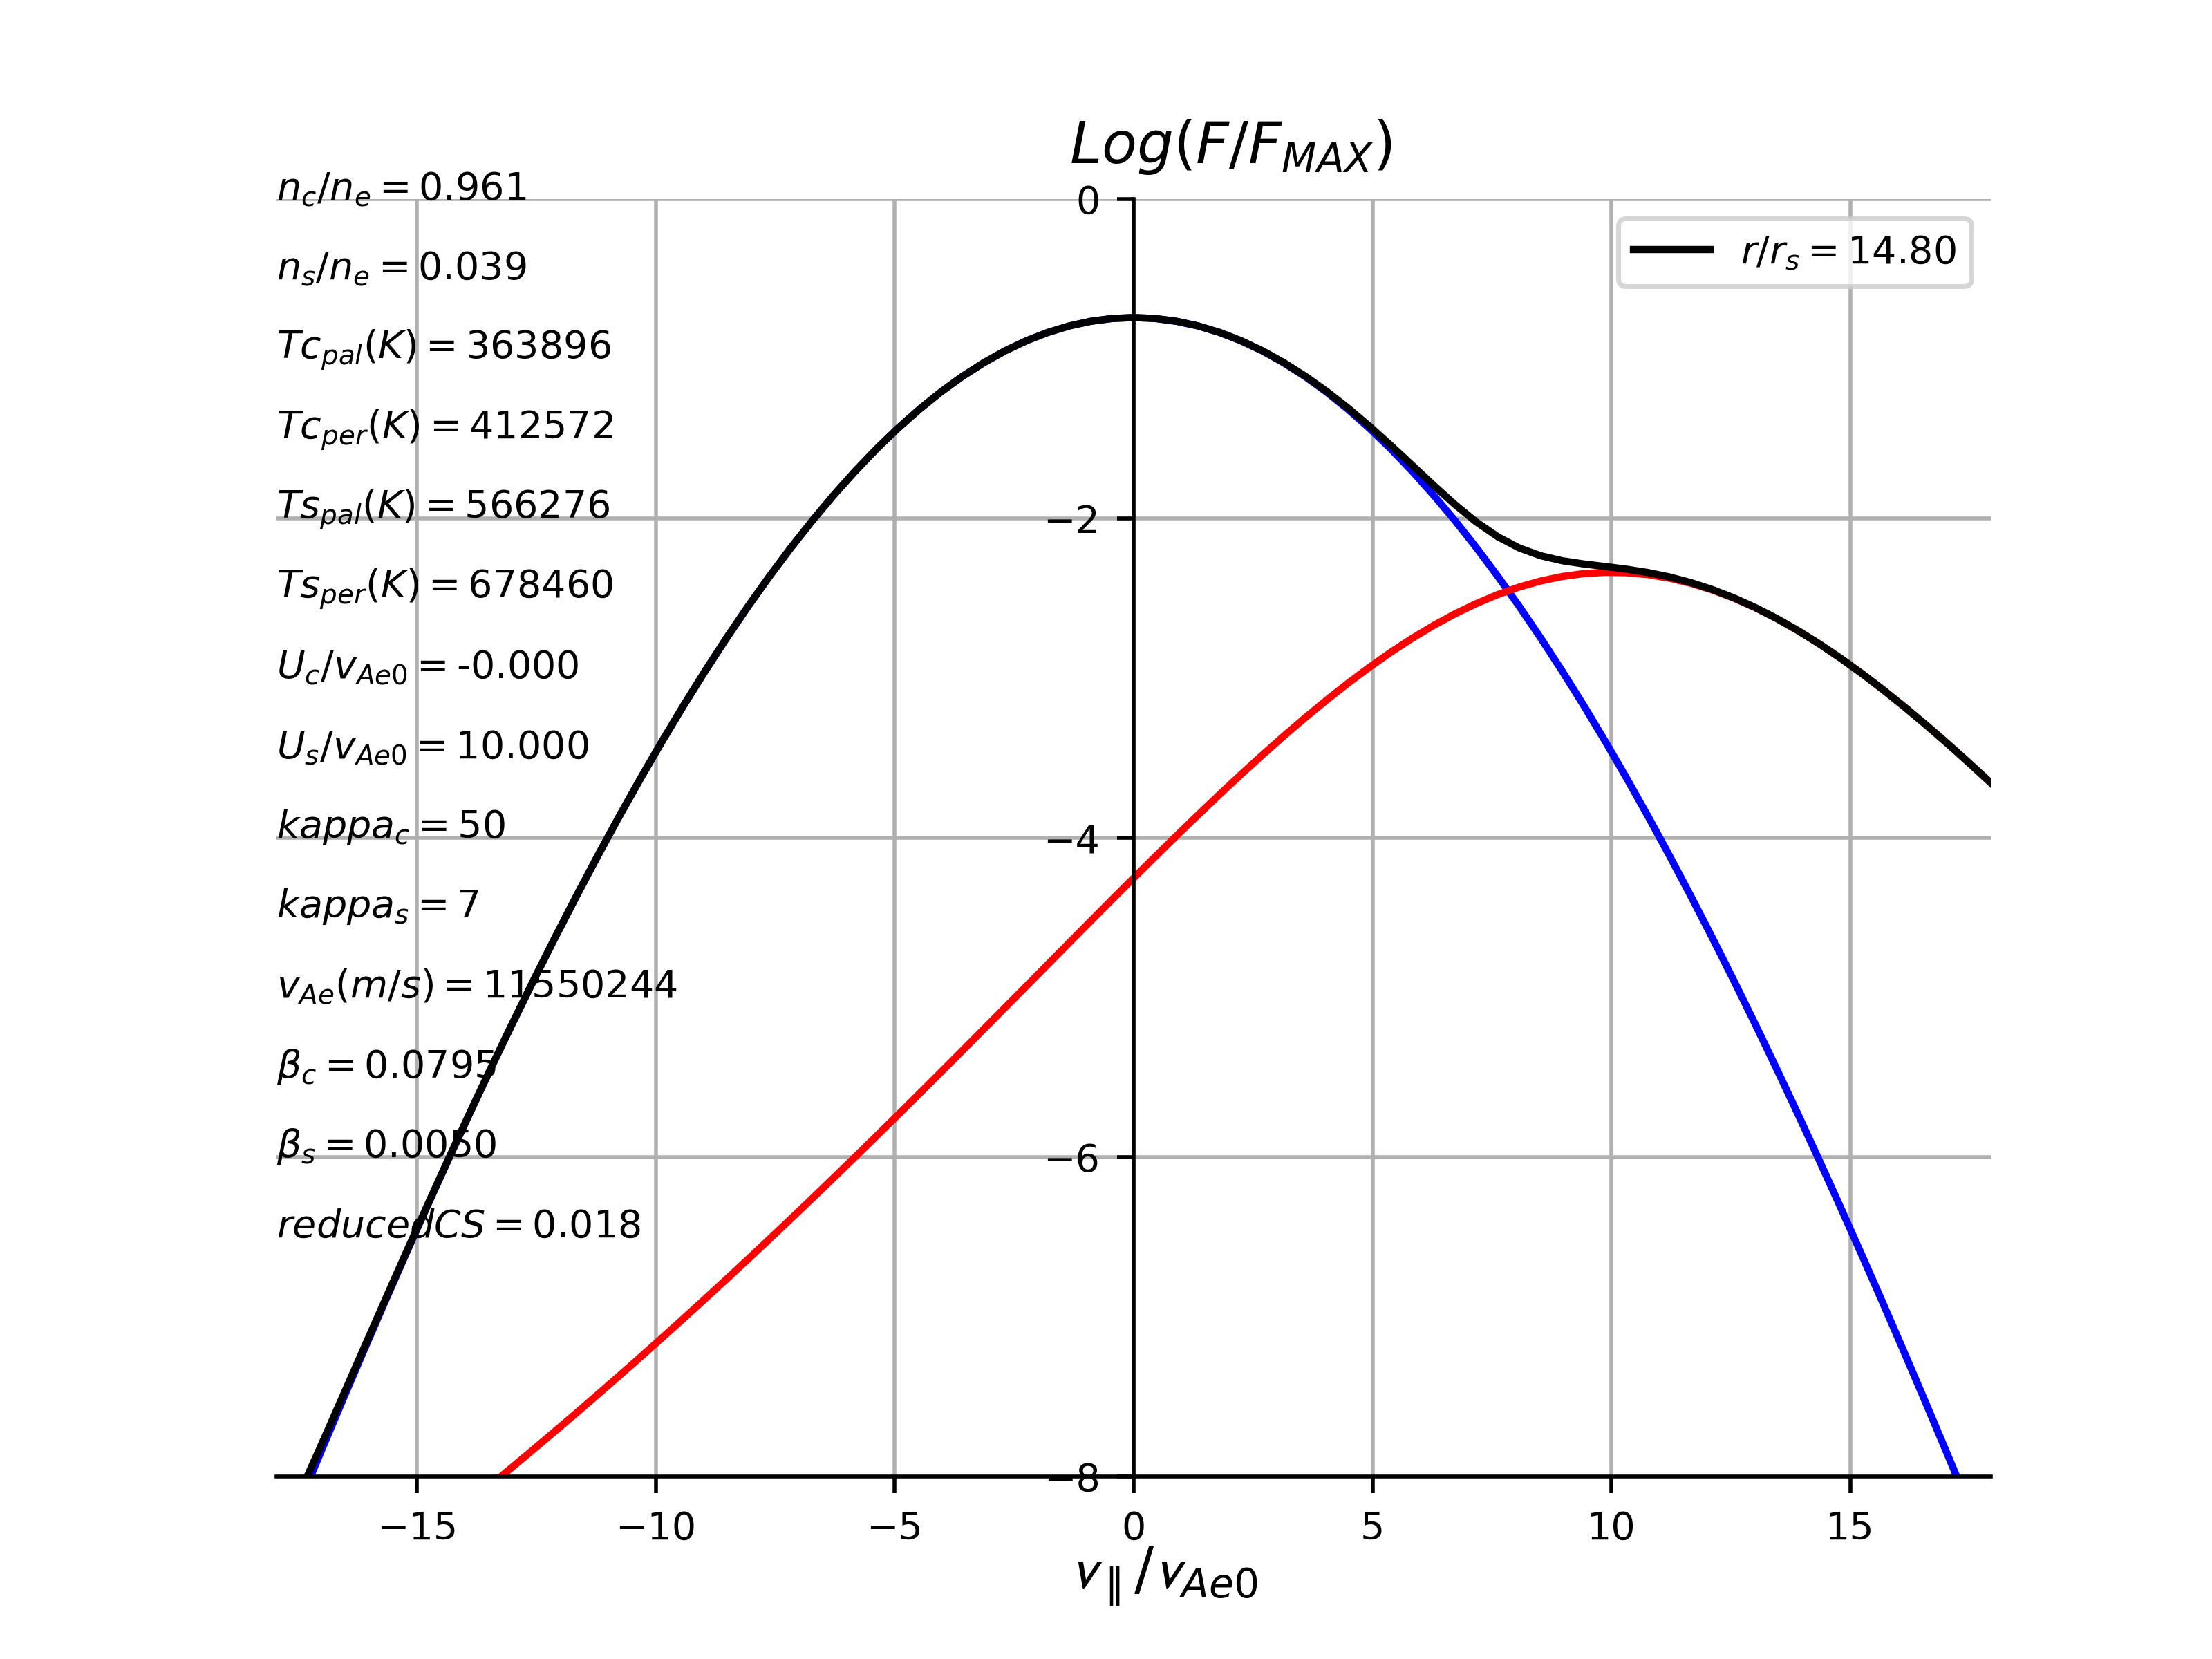 Log(F/F_MAX)
n_c/n_e = 0.961
n_s/n_e = 0.039
Tc_pal(K) = 363896
Tc_per(K) = 412572
Ts_pal(K) = 566276
Ts_per(K) = 678460
U_c/v_Ae0 = -0.000
U_s/v_Ae0 = 10.000
kappa_c = 50
kappa_s = 7
v_Ae(m/s) = 11550244
β_c = 0.0795
β_s = 0.0050
reducedCS = 0.018
r/r_s = 14.80
0
−2
−4
−6
−8
−15 −10 −5 0 5 10 15
v_∥/v_Ae0